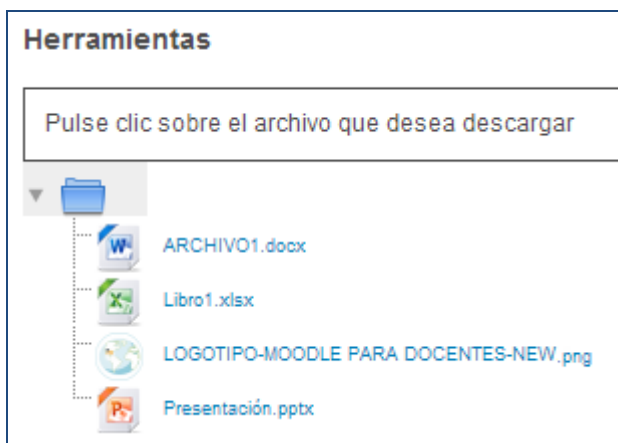 Herramientas
Pulse clic sobre el archivo que desea descargar
ARCHIVO1.docx
Libro1.xlsx
LOGOTIPO-MOODLE PARA DOCENTES-NEW.png
Presentación.pptx